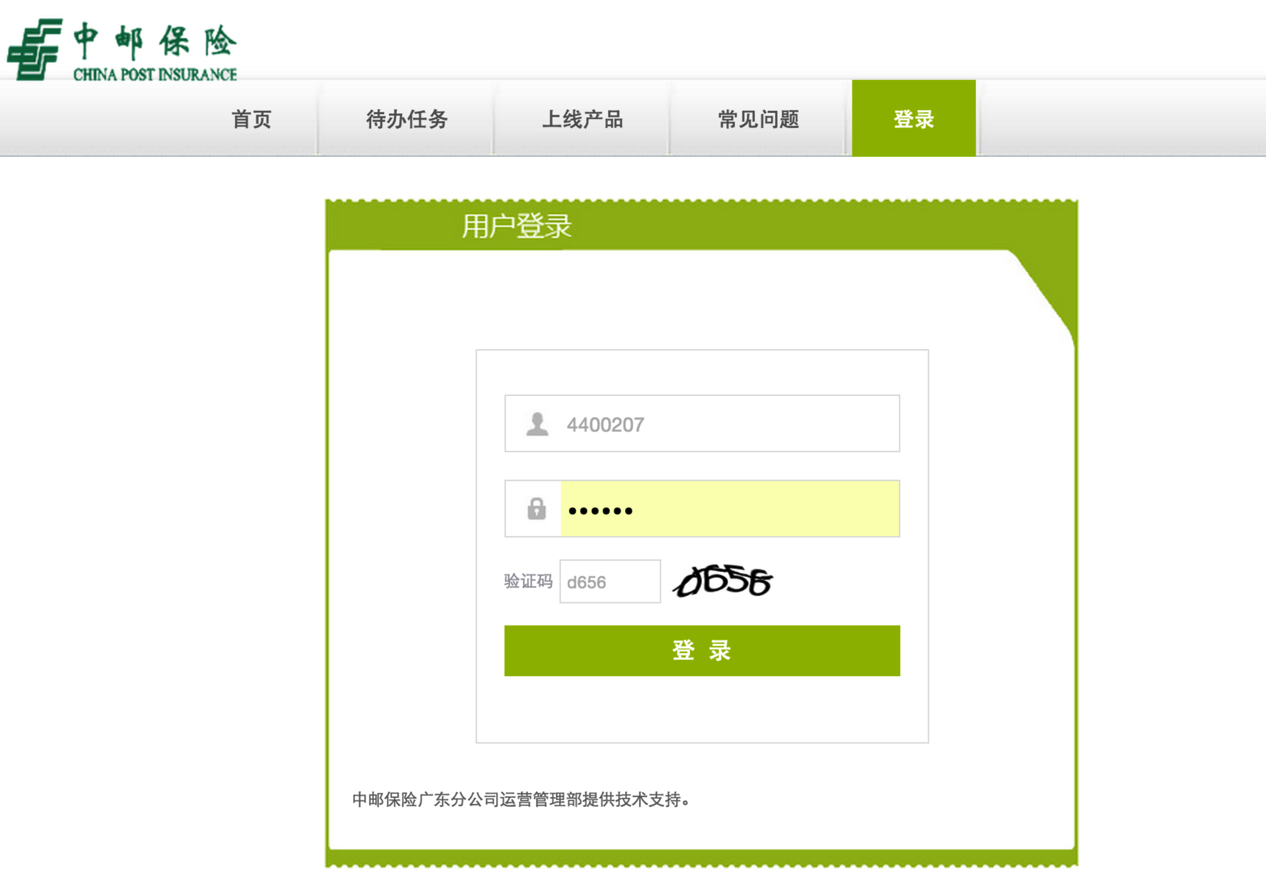 中邮保险
CHINA POST INSURANCE
首页 待办任务 上线产品 常见问题 登录
用户登录
4400207
••••••
验证码 d656 d656
登 录
中邮保险广东分公司运营管理部提供技术支持。